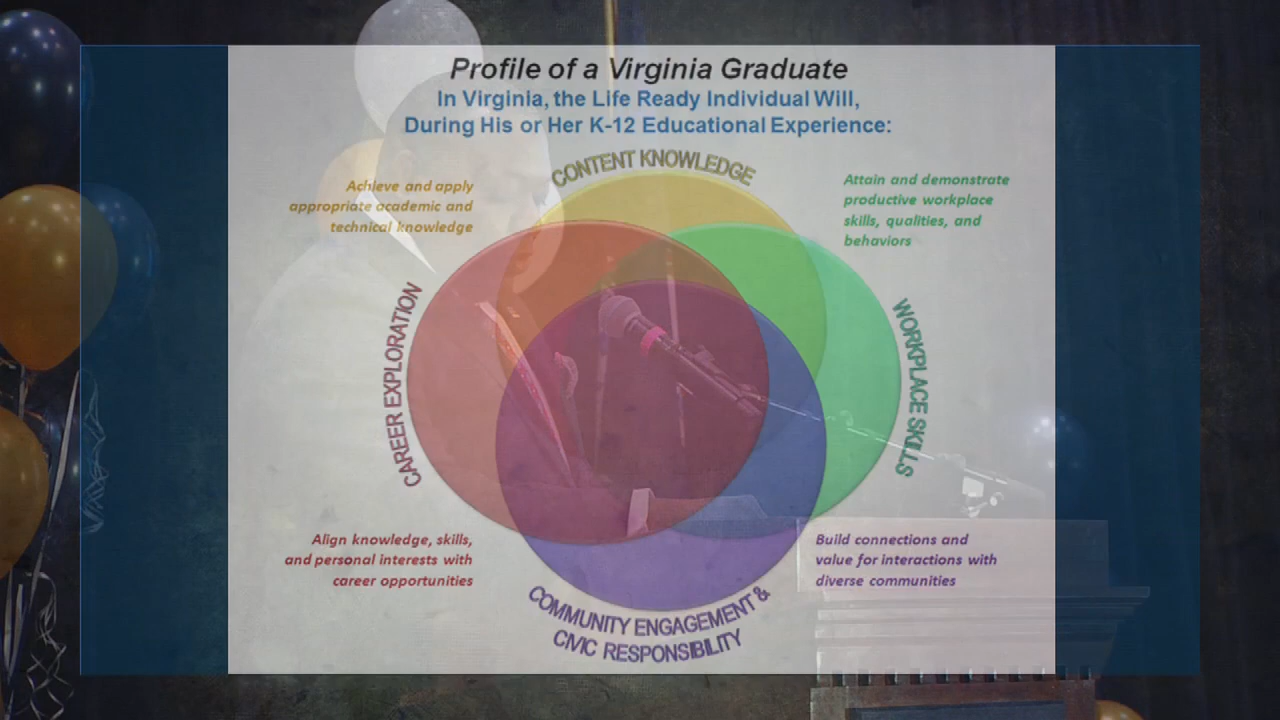 Profile of a Virginia Graduate
In Virginia, the Life Ready Individual Will,
During His or Her K-12 Educational Experience:
CONTENT KNOWLEDGE
Achieve and apply
appropriate academic and
technical knowledge
Attain and demonstrate
productive workplace
skills, qualities, and
behaviors
CAREER EXPLORATION
WORKPLACE SKILLS
Align knowledge, skills,
and personal interests with
career opportunities
Build connections and
value for interactions with
diverse communities
COMMUNITY ENGAGEMENT &
CIVIC RESPONSIBILITY